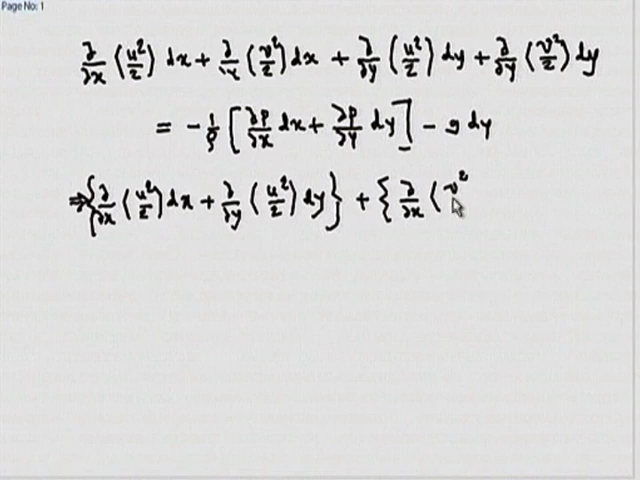 Page No: 1
∂/∂x (u²/2) dx + ∂/∂x (v²/2) dx + ∂/∂y (u²/2) dy + ∂/∂y (v²/2) dy
= -1/ρ [∂p/∂x dx + ∂p/∂y dy] - g dy
⇒ {∂/∂x (u²/2) dx + ∂/∂y (u²/2) dy} + {∂/∂x (v²